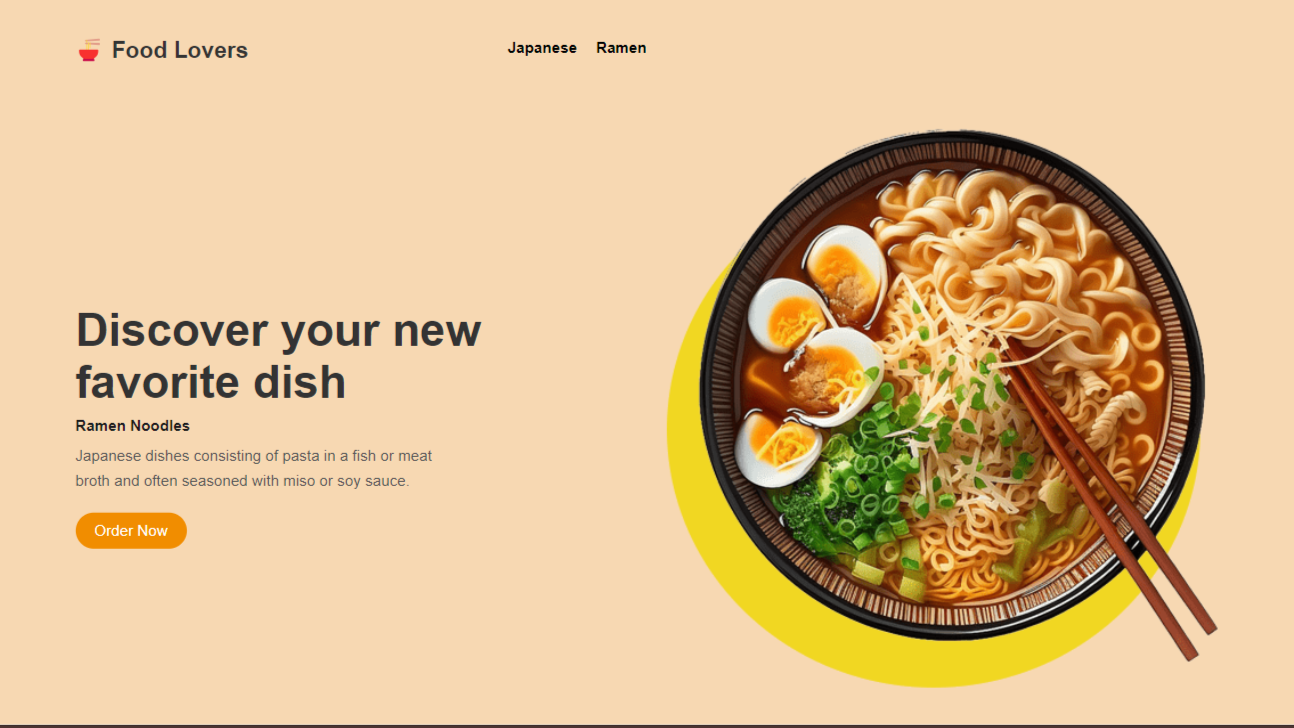 Food Lovers
Japanese Ramen
Discover your new
favorite dish
Ramen Noodles
Japanese dishes consisting of pasta in a fish or meat
broth and often seasoned with miso or soy sauce.
Order Now